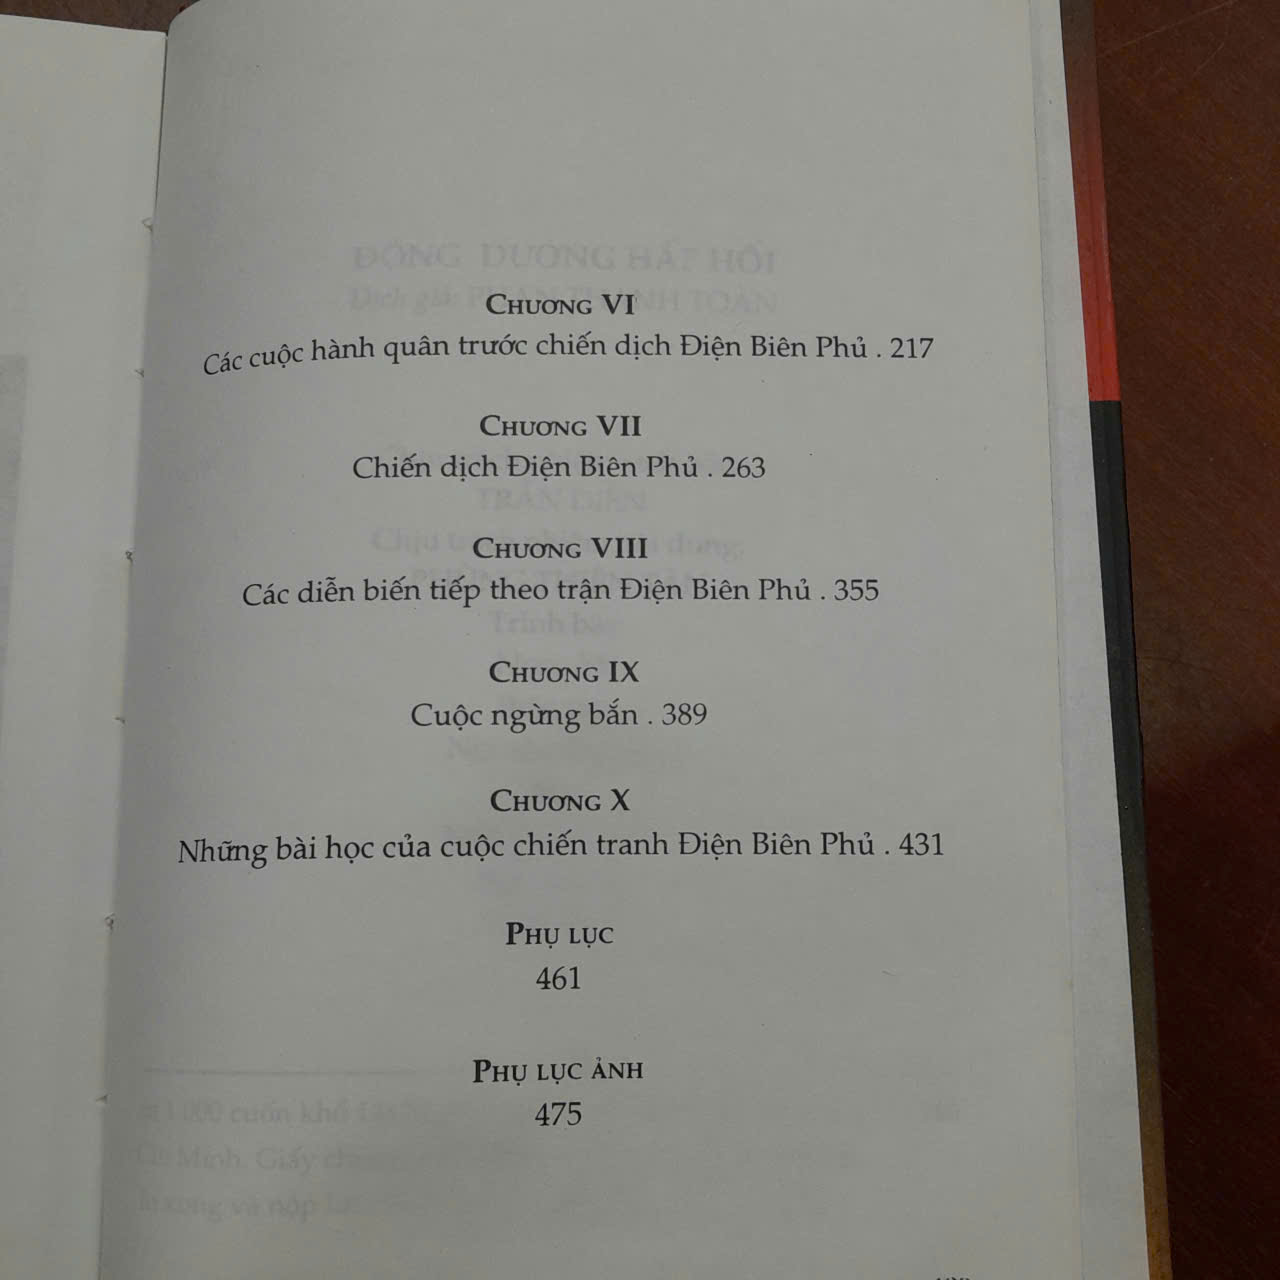 CHƯƠNG VI
Các cuộc hành quân trước chiến dịch Điện Biên Phủ . 217
CHƯƠNG VII
Chiến dịch Điện Biên Phủ . 263
CHƯƠNG VIII
Các diễn biến tiếp theo trận Điện Biên Phủ . 355
CHƯƠNG IX
Cuộc ngừng bắn . 389
CHƯƠNG X
Những bài học của cuộc chiến tranh Điện Biên Phủ . 431
PHỤ LỤC
461
PHỤ LỤC ẢNH
475